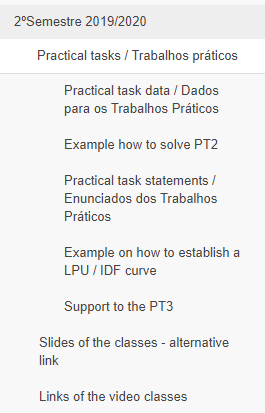 2ºSemestre 2019/2020
Practical tasks / Trabalhos práticos
Practical task data / Dados
para os Trabalhos Práticos
Example how to solve PT2
Practical task statements /
Enunciados dos Trabalhos
Práticos
Example on how to establish a
LPU / IDF curve
Support to the PT3
Slides of the classes - alternative
link
Links of the video classes